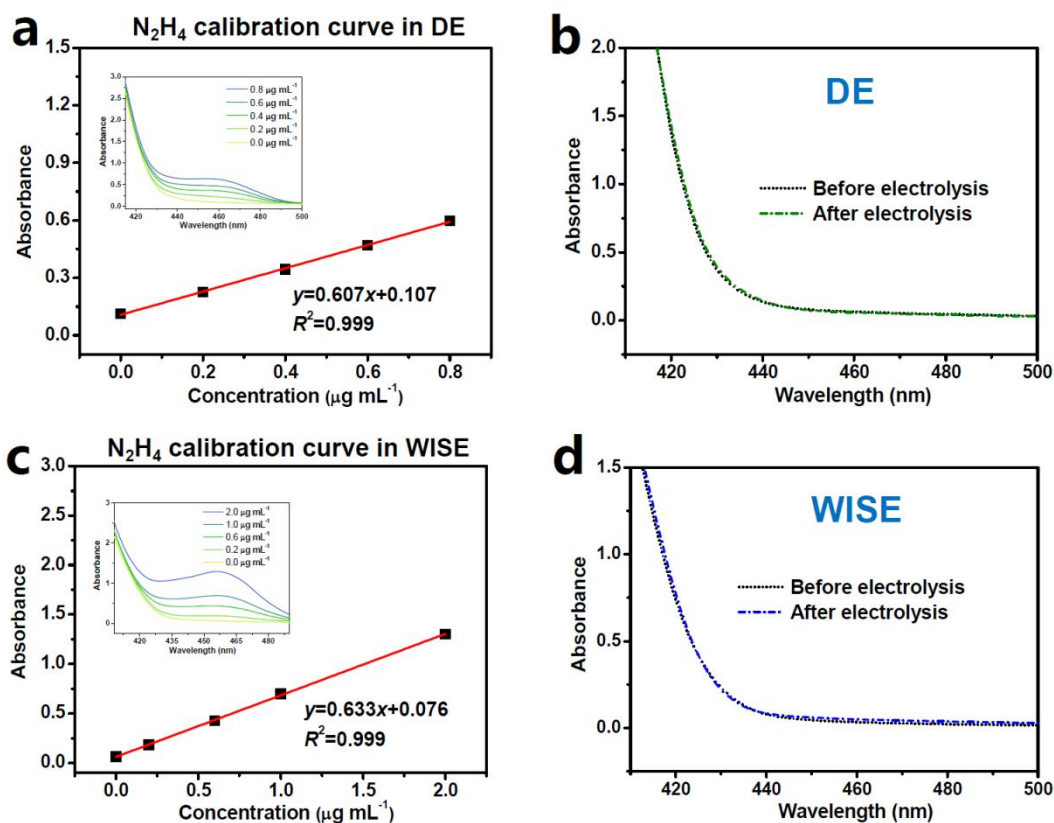 a
N₂H₄ calibration curve in DE
1.5
1.2
0.9
0.6
0.3
0.0
Absorbance
0.0 0.2 0.4 0.6 0.8
Concentration (μg mL⁻¹)
y=0.607x+0.107
R²=0.999
3.0
2.5
2.0
1.5
1.0
0.5
0.0
Absorbance
420 440 460 480 500
Wavelength (nm)
0.8 μg mL⁻¹
0.6 μg mL⁻¹
0.4 μg mL⁻¹
0.2 μg mL⁻¹
0.0 μg mL⁻¹
b
DE
2.0
1.5
1.0
0.5
0.0
Absorbance
Before electrolysis
After electrolysis
420 440 460 480 500
Wavelength (nm)
c
N₂H₄ calibration curve in WISE
3.0
2.5
2.0
1.5
1.0
0.5
0.0
Absorbance
0.0 0.5 1.0 1.5 2.0
Concentration (μg mL⁻¹)
y=0.633x+0.076
R²=0.999
3
2
1
0
Absorbance
420 435 450 465 480
Wavelength (nm)
2.0 μg mL⁻¹
1.0 μg mL⁻¹
0.6 μg mL⁻¹
0.2 μg mL⁻¹
0.0 μg mL⁻¹
d
WISE
1.5
1.0
0.5
0.0
Absorbance
Before electrolysis
After electrolysis
420 440 460 480 500
Wavelength (nm)